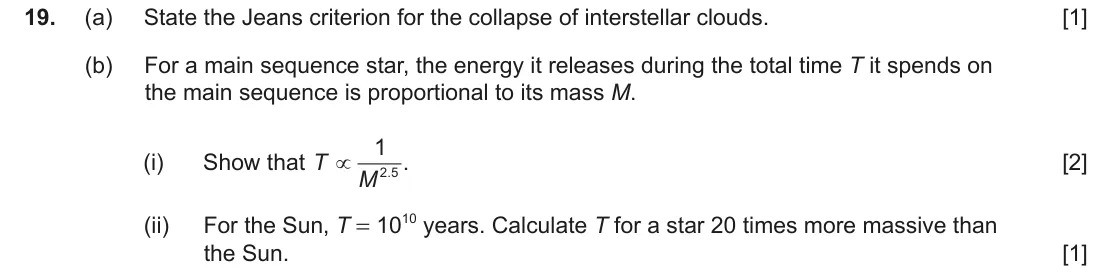 19. (a) State the Jeans criterion for the collapse of interstellar clouds. [1]
(b) For a main sequence star, the energy it releases during the total time T it spends on
the main sequence is proportional to its mass M.
(i) Show that T ∝ 1/M^2.5. [2]
(ii) For the Sun, T = 10^10 years. Calculate T for a star 20 times more massive than
the Sun. [1]